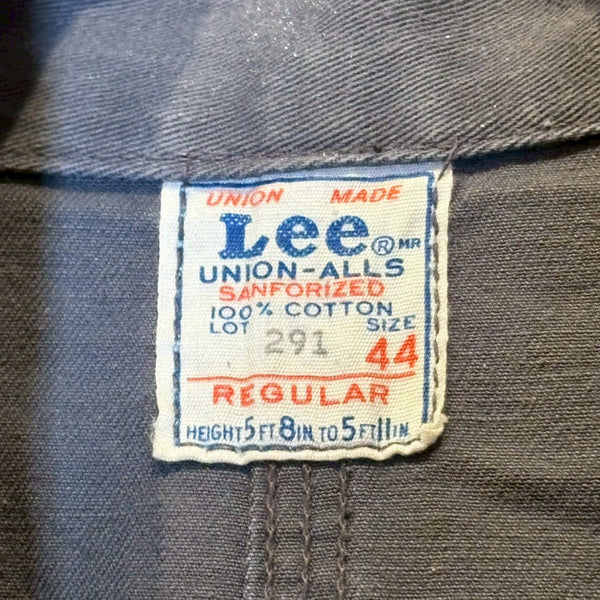 UNION MADE
Lee ® MR
UNION-ALLS
SANFORIZED
100% COTTON
LOT 291 SIZE 44
REGULAR
HEIGHT 5 FT 8 IN TO 5 FT 11 IN